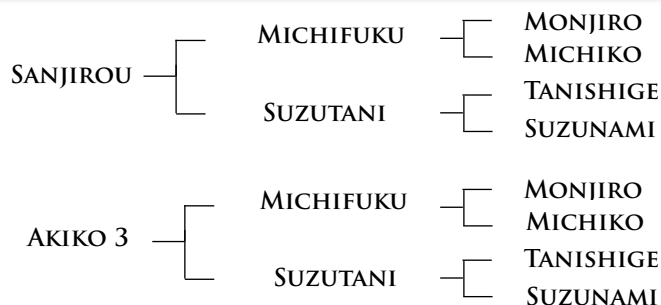 Monjiro
Michifuku
Michiko
Sanjirou
Tanishige
Suzutani
Suzunami
Monjiro
Michifuku
Michiko
Akiko 3
Tanishige
Suzutani
Suzunami